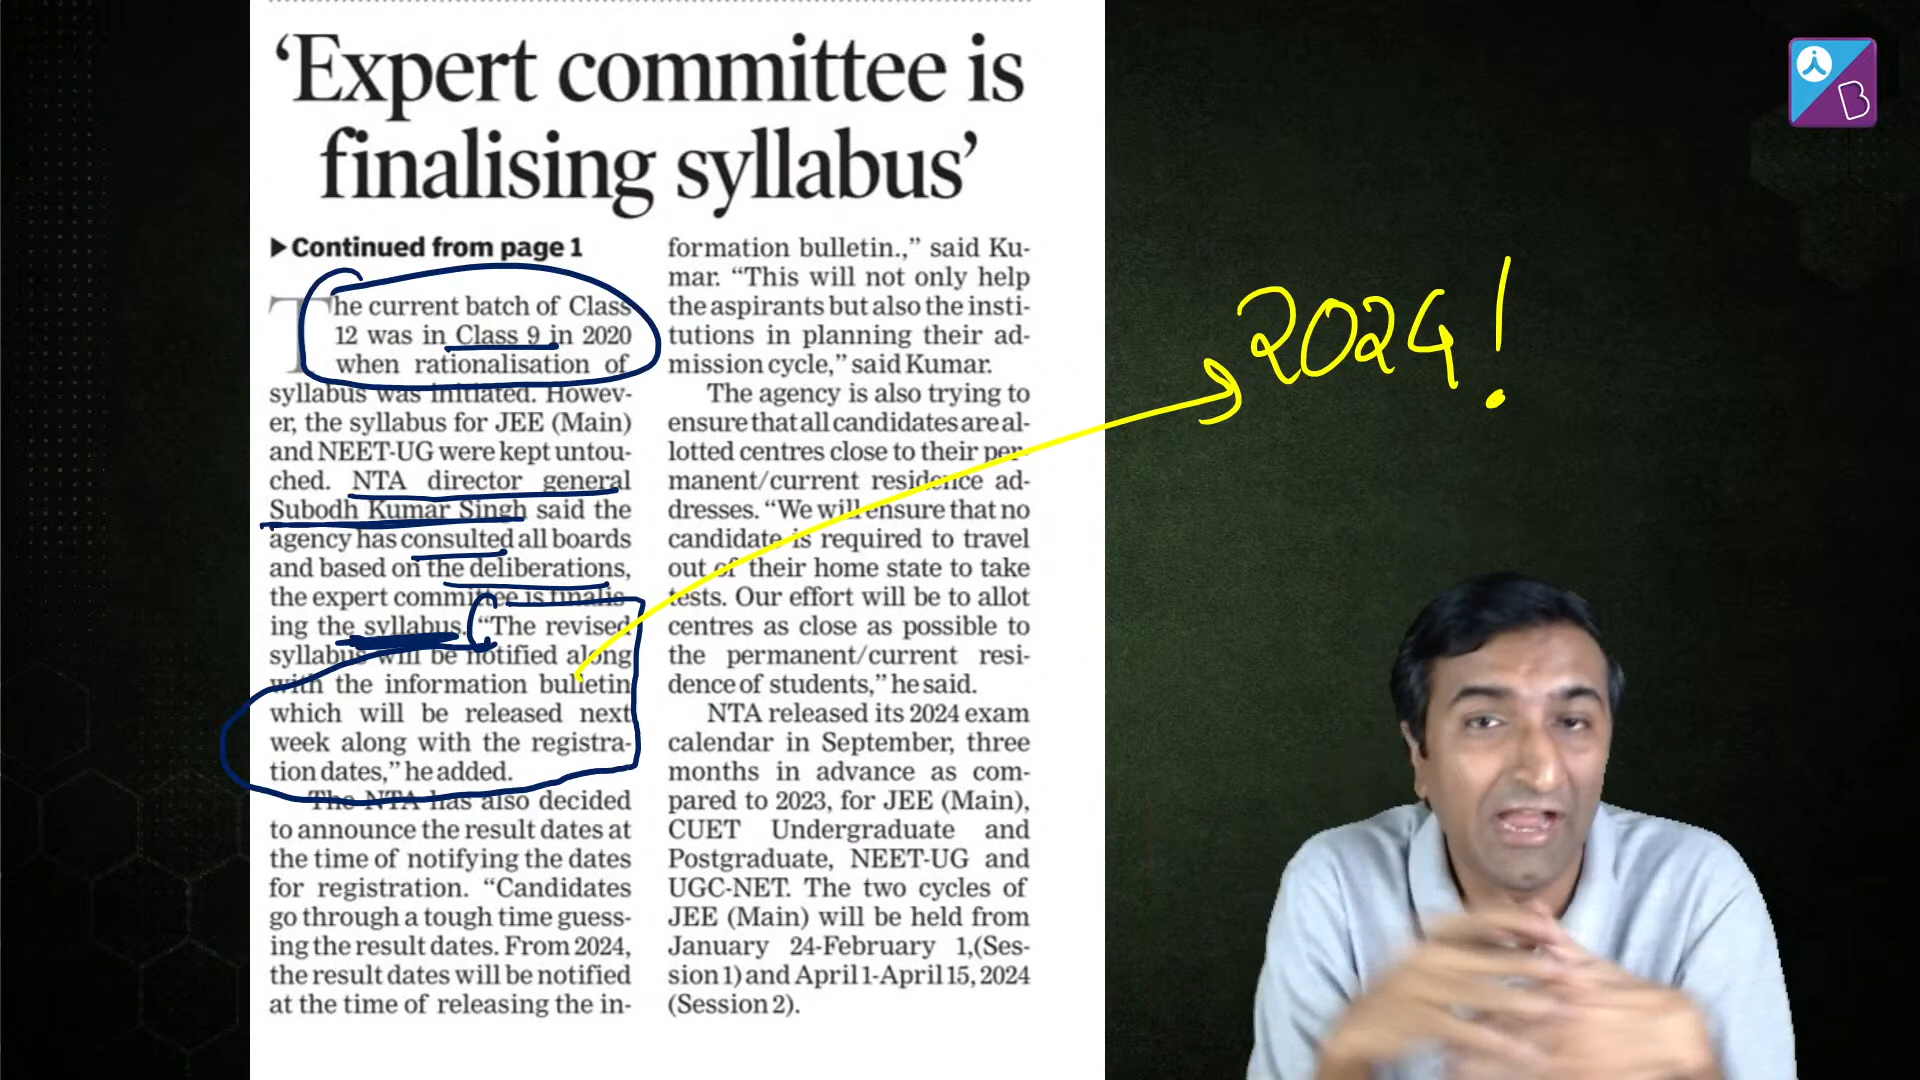 ‘Expert committee is
finalising syllabus’
▶Continued from page 1
The current batch of Class
12 was in Class 9 in 2020
when rationalisation of
syllabus was initiated. Howev-
er, the syllabus for JEE (Main)
and NEET-UG were kept untou-
ched. NTA director general
Subodh Kumar Singh said the
agency has consulted all boards
and based on the deliberations,
the expert committee is finalis-
ing the syllabus. “The revised
syllabus will be notified along
with the information bulletin
which will be released next
week along with the registra-
tion dates,” he added.
The NTA has also decided
to announce the result dates at
the time of notifying the dates
for registration. “Candidates
go through a tough time guess-
ing the result dates. From 2024,
the result dates will be notified
at the time of releasing the in-
formation bulletin.,” said Ku-
mar. “This will not only help
the aspirants but also the insti-
tutions in planning their ad-
mission cycle,” said Kumar.
The agency is also trying to
ensure that all candidates are al-
lotted centres close to their per-
manent/current residence ad-
dresses. “We will ensure that no
candidate is required to travel
out of their home state to take
tests. Our effort will be to allot
centres as close as possible to
the permanent/current resi-
dence of students,” he said.
NTA released its 2024 exam
calendar in September, three
months in advance as com-
pared to 2023, for JEE (Main),
CUET Undergraduate and
Postgraduate, NEET-UG and
UGC-NET. The two cycles of
JEE (Main) will be held from
January 24-February 1,(Ses-
sion 1) and April 1-April 15, 2024
(Session 2).
2024!
B